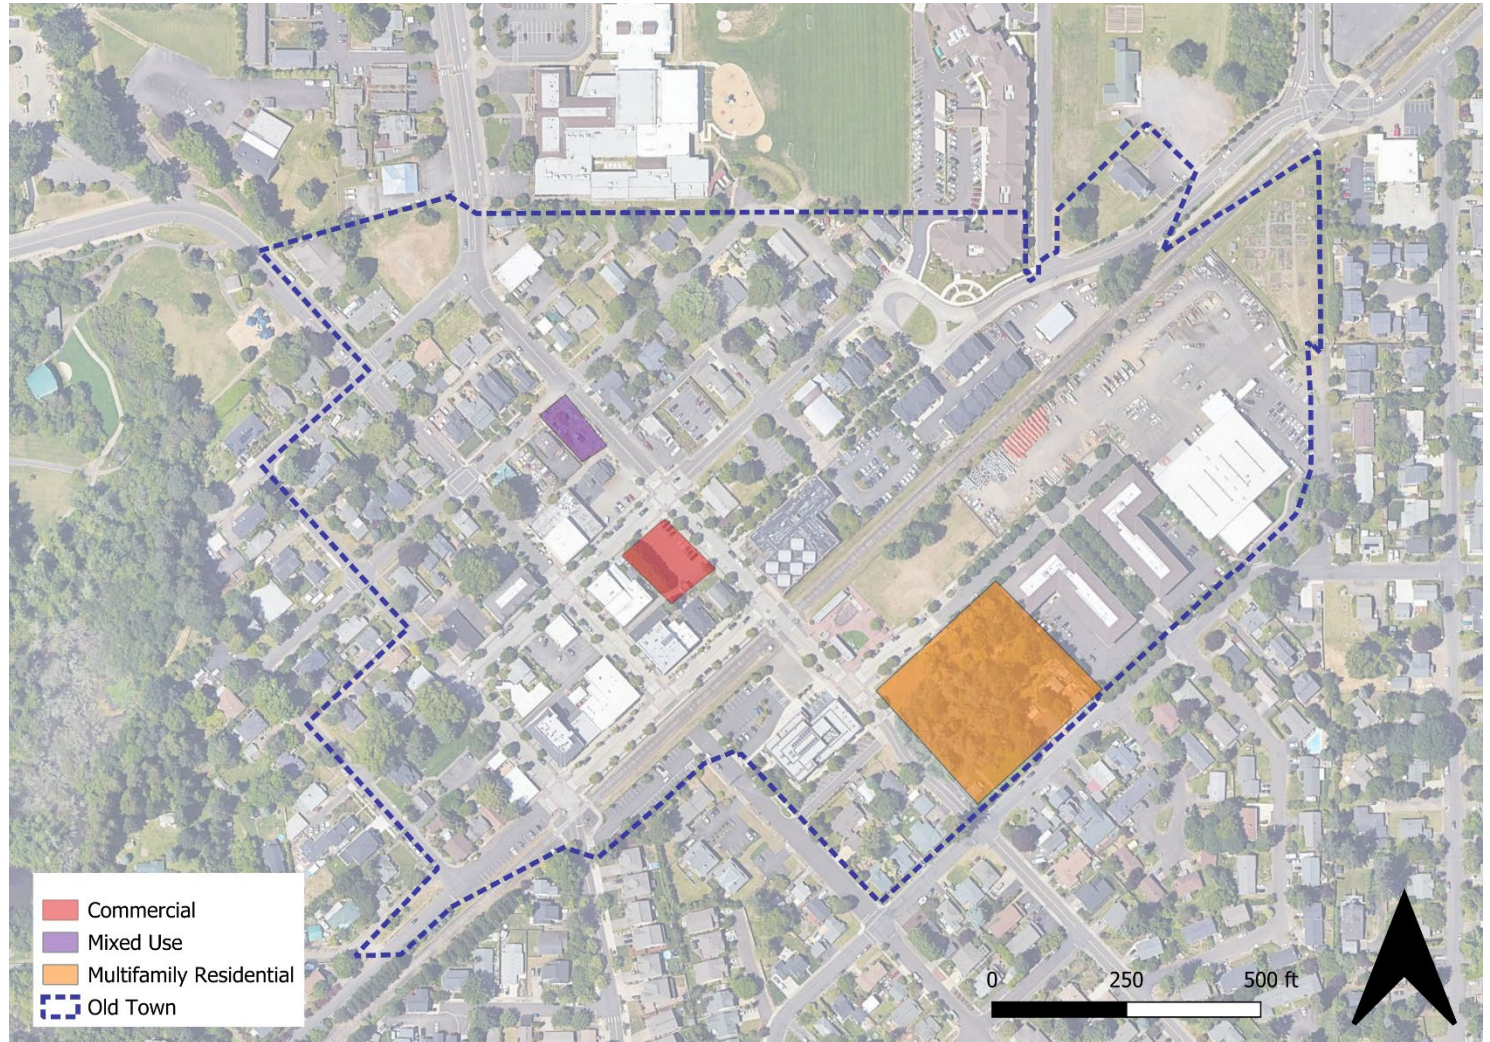 Commercial
Mixed Use
Multifamily Residential
Old Town
0 250 500 ft